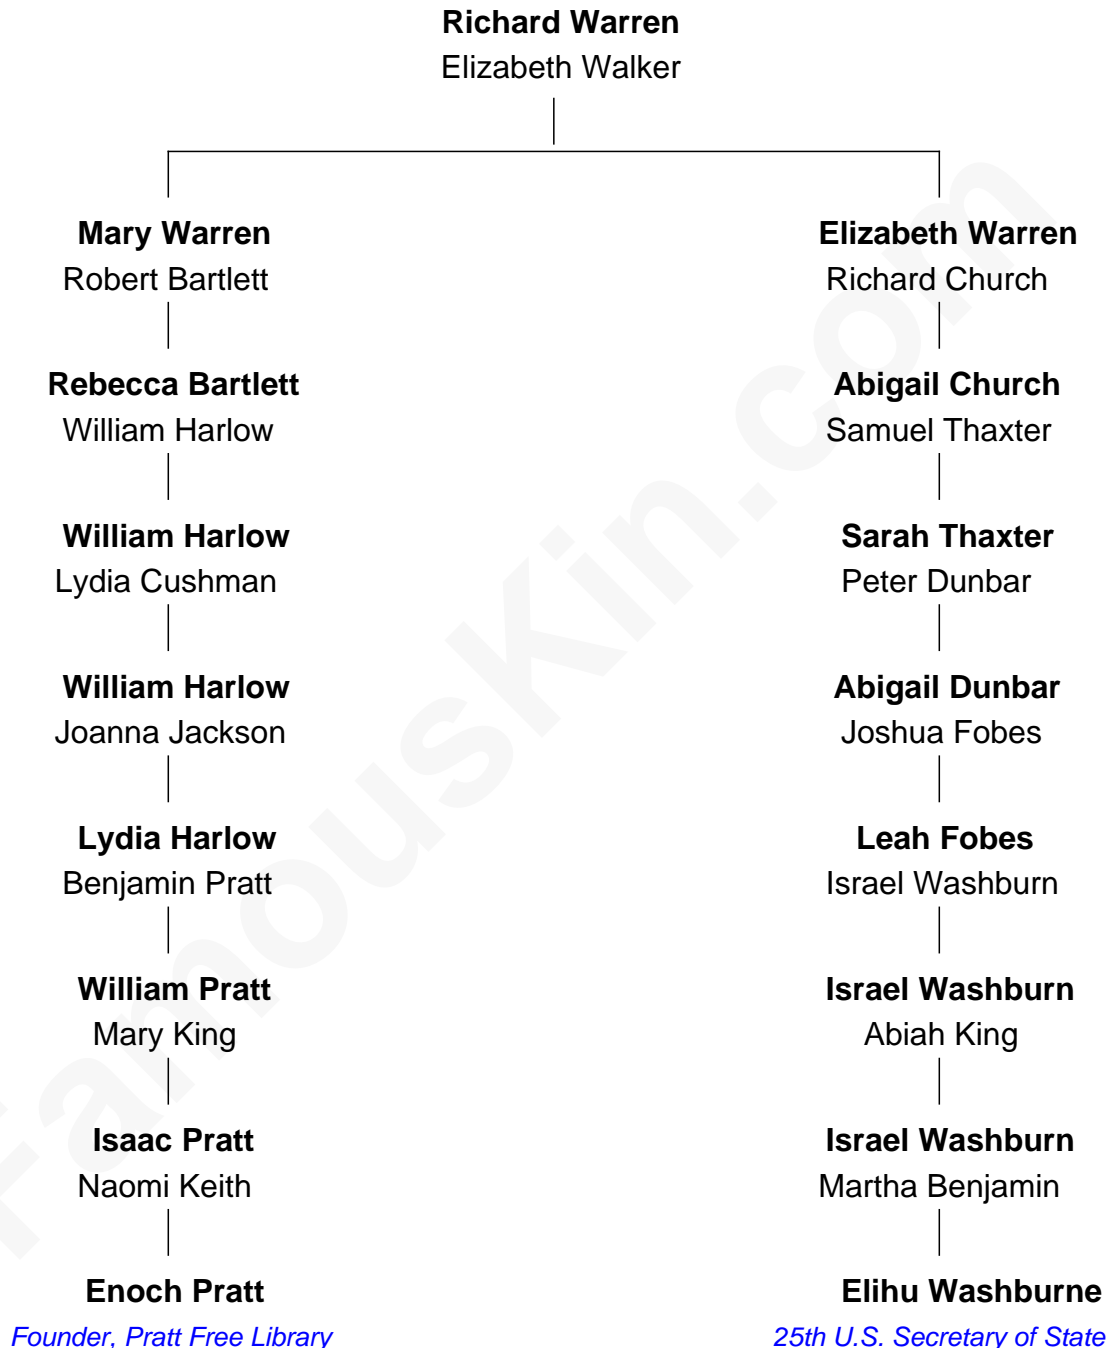 Richard Warren
Elizabeth Walker
Mary Warren
Robert Bartlett
Elizabeth Warren
Richard Church
Rebecca Bartlett
William Harlow
Abigail Church
Samuel Thaxter
William Harlow
Lydia Cushman
Sarah Thaxter
Peter Dunbar
William Harlow
Joanna Jackson
Abigail Dunbar
Joshua Fobes
Lydia Harlow
Benjamin Pratt
Leah Fobes
Israel Washburn
William Pratt
Mary King
Israel Washburn
Abiah King
Isaac Pratt
Naomi Keith
Israel Washburn
Martha Benjamin
Enoch Pratt
Founder, Pratt Free Library
Elihu Washburne
25th U.S. Secretary of State
FamousKin.com